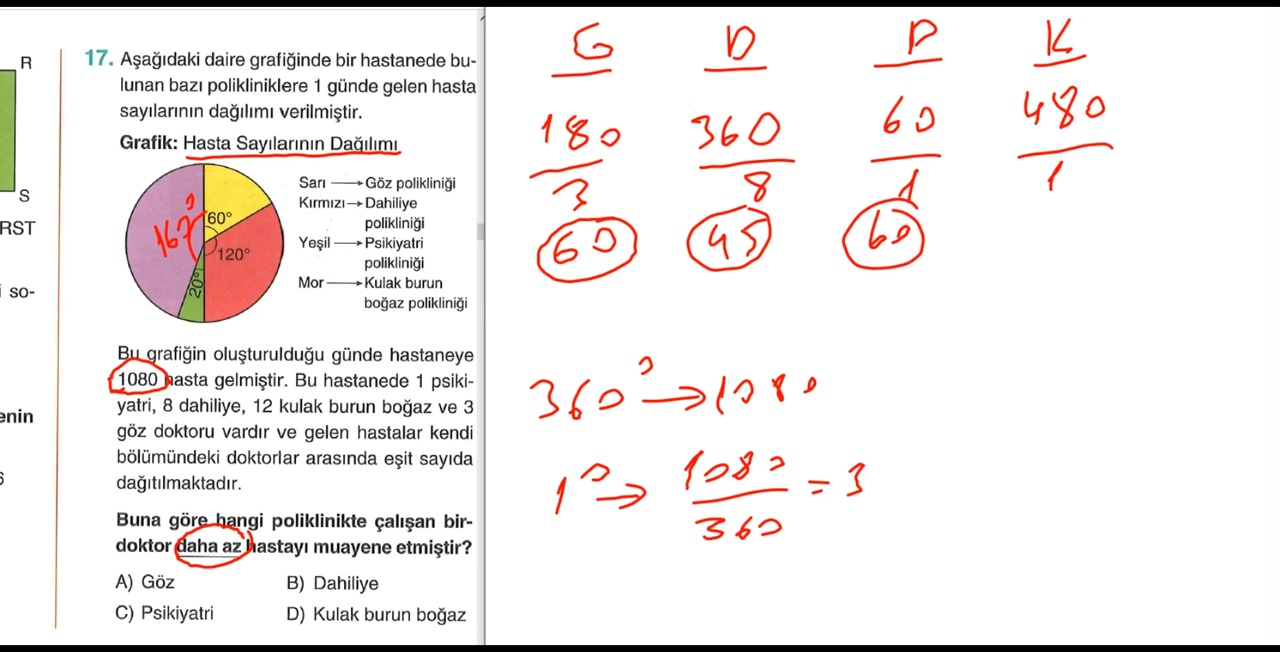 R
S
RST
i so-
enin
6
17. Aşağıdaki daire grafiğinde bir hastanede bu-
lunan bazı polikliniklere 1 günde gelen hasta
sayılarının dağılımı verilmiştir.
Grafik: Hasta Sayılarının Dağılımı
Sarı → Göz polikliniği
Kırmızı → Dahiliye
polikliniği
Yeşil → Psikiyatri
polikliniği
Mor → Kulak burun
boğaz polikliniği
60°
120°
20°
Bu grafiğin oluşturulduğu günde hastaneye
1080 hasta gelmiştir. Bu hastanede 1 psiki-
yatri, 8 dahiliye, 12 kulak burun boğaz ve 3
göz doktoru vardır ve gelen hastalar kendi
bölümündeki doktorlar arasında eşit sayıda
dağıtılmaktadır.
Buna göre hangi poliklinikte çalışan bir-
doktor daha az hastayı muayene etmiştir?
A) Göz B) Dahiliye
C) Psikiyatri D) Kulak burun boğaz
G D P K
180 360 60 480
3 8 1 1
60 45 60
360° → 1080
1° → 1080/360 = 3